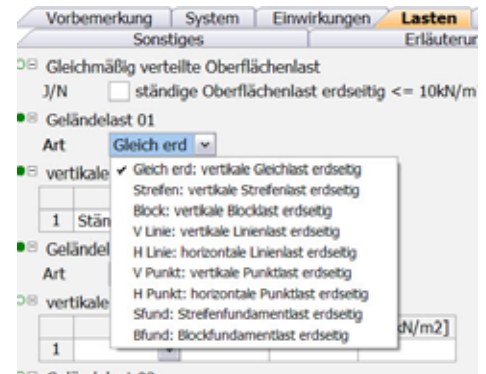 Vorbemerkung System Einwirkungen Lasten
Sonstiges Erläuterun
Gleichmäßig verteilte Oberflächenlast
J/N ständige Oberflächenlast erdseitig <= 10kN/m
Geländelast 01
Art Gleich erd
vertikale
Gleich erd: vertikale Gleichlast erdseitig
Streifen: vertikale Streifenlast erdseitig
Block: vertikale Blocklast erdseitig
1 Stän
V Linie: vertikale Linienlast erdseitig
Geländel
H Linie: horizontale Linienlast erdseitig
Art
V Punkt: vertikale Punktlast erdseitig
H Punkt: horizontale Punktlast erdseitig
vertikale
Sfund: Streifenfundamentlast erdseitig
Bfund: Blockfundamentlast erdseitig
kN/m2]
1